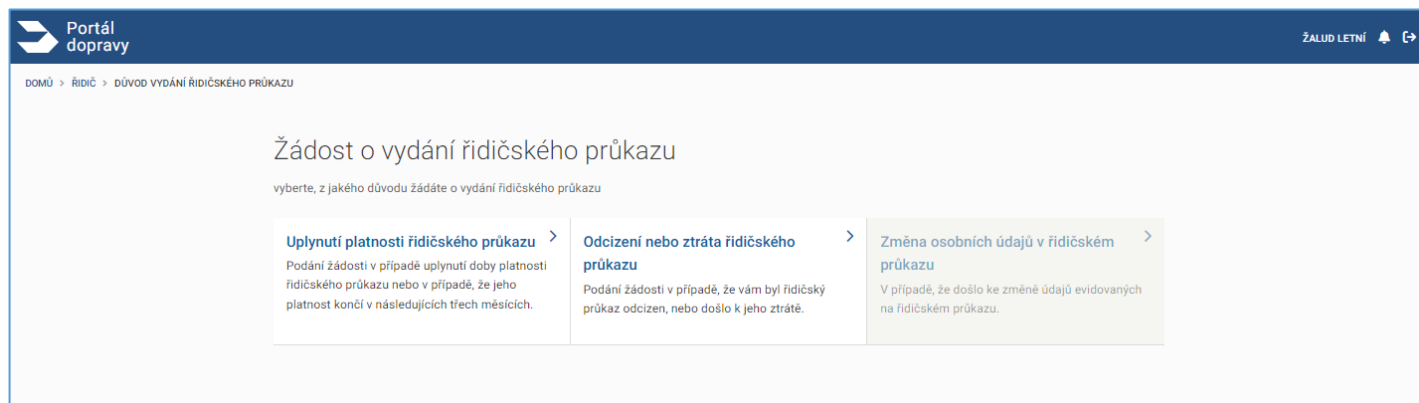 Portál
dopravy
ŽALUD LETNÍ
DOMŮ > ŘIDIČ > DŮVOD VYDÁNÍ ŘIDIČSKÉHO PRŮKAZU
Žádost o vydání řidičského průkazu
vyberte, z jakého důvodu žádáte o vydání řidičského průkazu
Uplynutí platnosti řidičského průkazu
Podání žádosti v případě uplynutí doby platnosti
řidičského průkazu nebo v případě, že jeho
platnost končí v následujících třech měsících.
Odcizení nebo ztráta řidičského
průkazu
Podání žádosti v případě, že vám byl řidičský
průkaz odcizen, nebo došlo k jeho ztrátě.
Změna osobních údajů v řidičském
průkazu
V případě, že došlo ke změně údajů evidovaných
na řidičském průkazu.